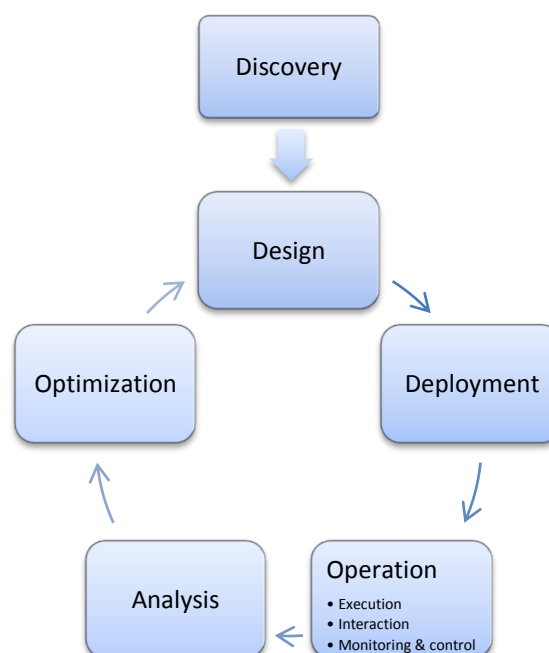 Discovery
Design
Optimization
Deployment
Analysis
Operation
• Execution
• Interaction
• Monitoring & control